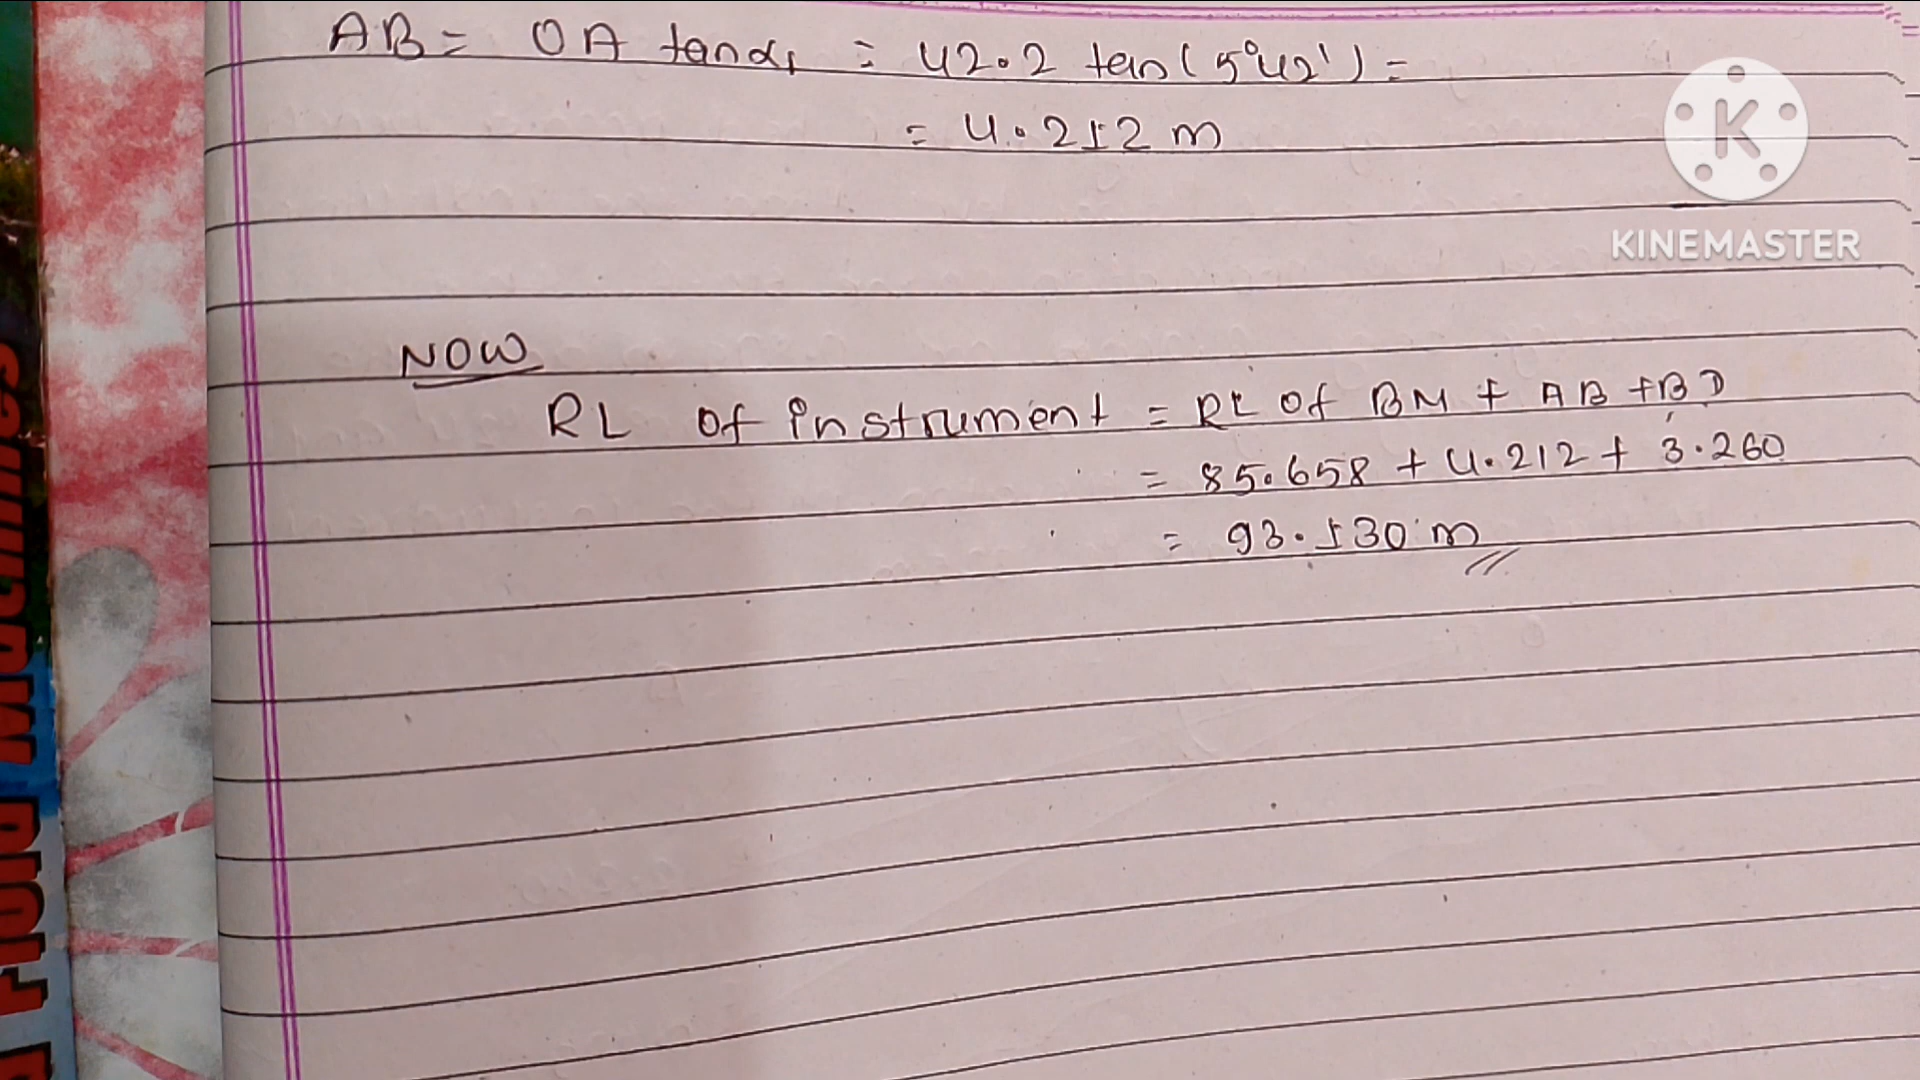 AB = OA tanα₁ = 42.2 tan(5°42') =
= 4.212 m
KINEMASTER
NOW
RL of instrument = RL of BM + AB + BD
= 85.658 + 4.212 + 3.260
= 93.130 m